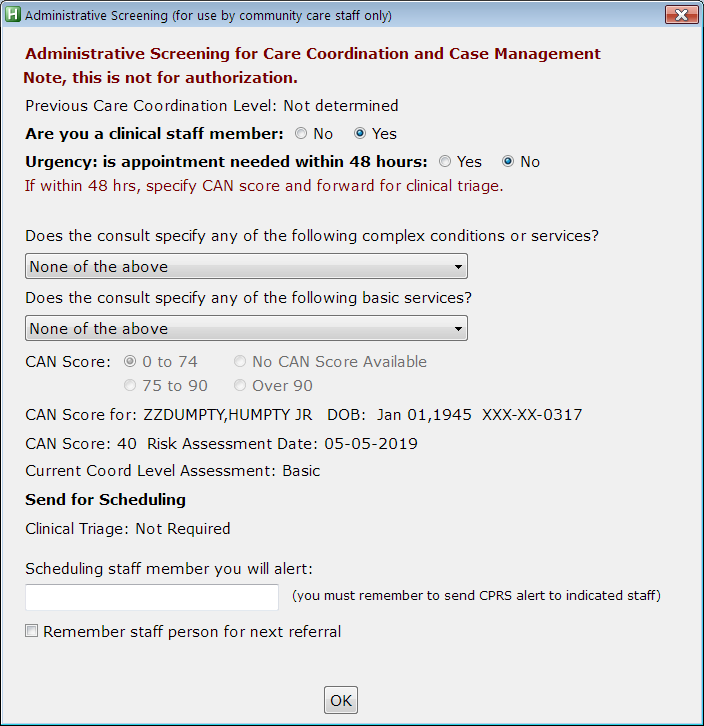 H Administrative Screening (for use by community care staff only)
Administrative Screening for Care Coordination and Case Management
Note, this is not for authorization.
Previous Care Coordination Level: Not determined
Are you a clinical staff member: No Yes
Urgency: is appointment needed within 48 hours: Yes No
If within 48 hrs, specify CAN score and forward for clinical triage.
Does the consult specify any of the following complex conditions or services?
None of the above
Does the consult specify any of the following basic services?
None of the above
CAN Score: 0 to 74 No CAN Score Available
75 to 90 Over 90
CAN Score for: ZZDUMPTY,HUMPTY JR DOB: Jan 01,1945 XXX-XX-0317
CAN Score: 40 Risk Assessment Date: 05-05-2019
Current Coord Level Assessment: Basic
Send for Scheduling
Clinical Triage: Not Required
Scheduling staff member you will alert:
(you must remember to send CPRS alert to indicated staff)
Remember staff person for next referral
OK